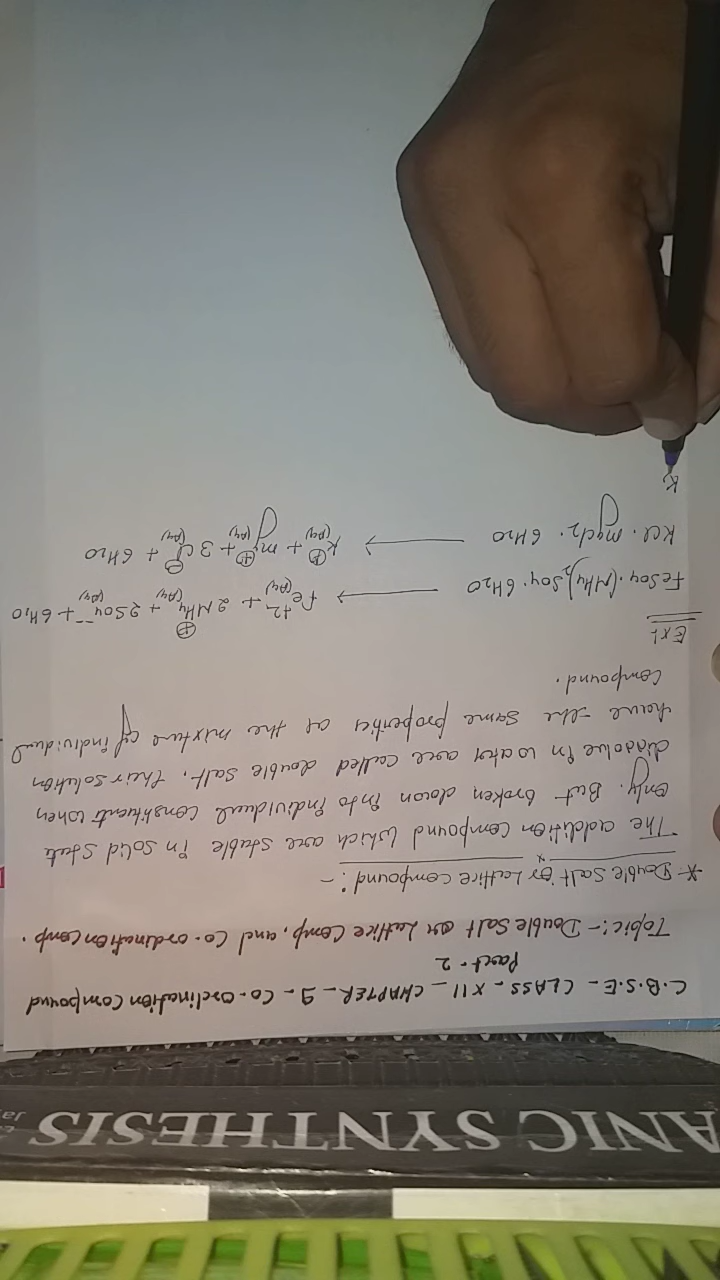 C.B.S.E - CLASS - XII - CHAPTER - 9 - Co-ordination Compound
Part-2
Topic:- Double Salt or Lattice Comp, and Co-ordination Comp.
* Double Salt or Lattice compound :-
The addition compound which are stable in solid state
only. But broken down into individual constituent when
dissolve in water are called double salt. their solution
have the same properties as the mixture of individual
compound.
Ex:
FeSO4.(NH4)2SO4.6H2O ⟶ Fe+2(aq) + 2NH4⊕(aq) + 2SO4--(aq) + 6H2O
KCl.MgCl2.6H2O ⟶ K⊕(aq) + Mg⊕(aq) + 3Cl⊖(aq) + 6H2O
K
ANIC SYNTHESIS